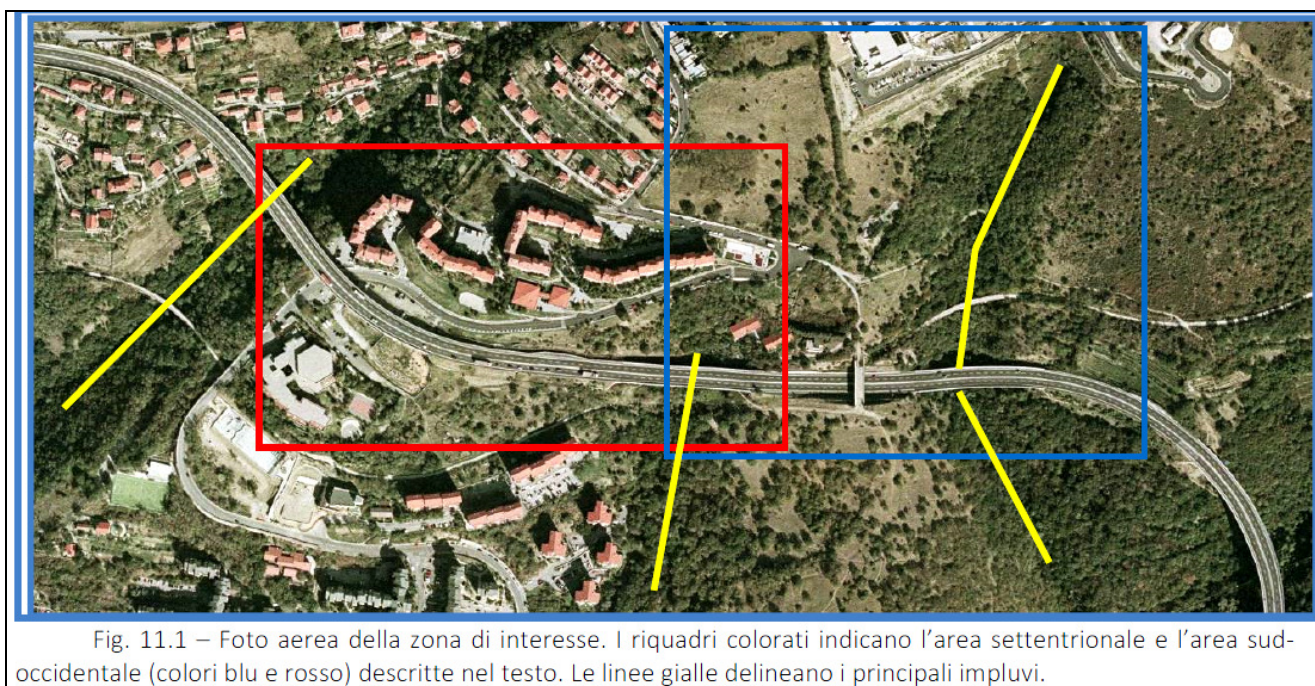 Fig. 11.1 – Foto aerea della zona di interesse. I riquadri colorati indicano l’area settentrionale e l’area sud-
occidentale (colori blu e rosso) descritte nel testo. Le linee gialle delineano i principali impluvi.